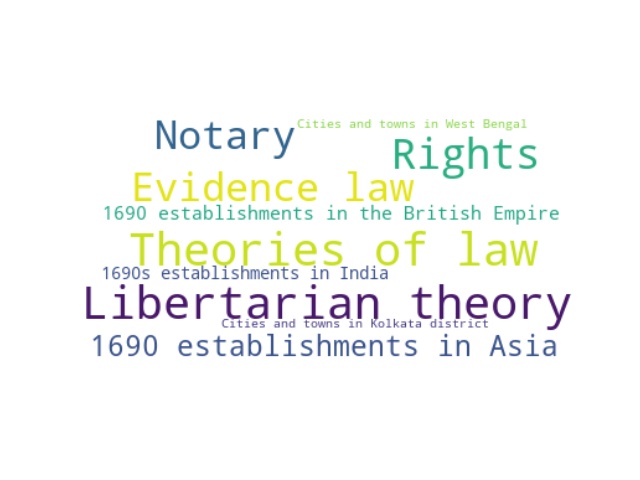 Cities and towns in West Bengal
Notary
Rights
Evidence law
1690 establishments in the British Empire
Theories of law
1690s establishments in India
Libertarian theory
Cities and towns in Kolkata district
1690 establishments in Asia